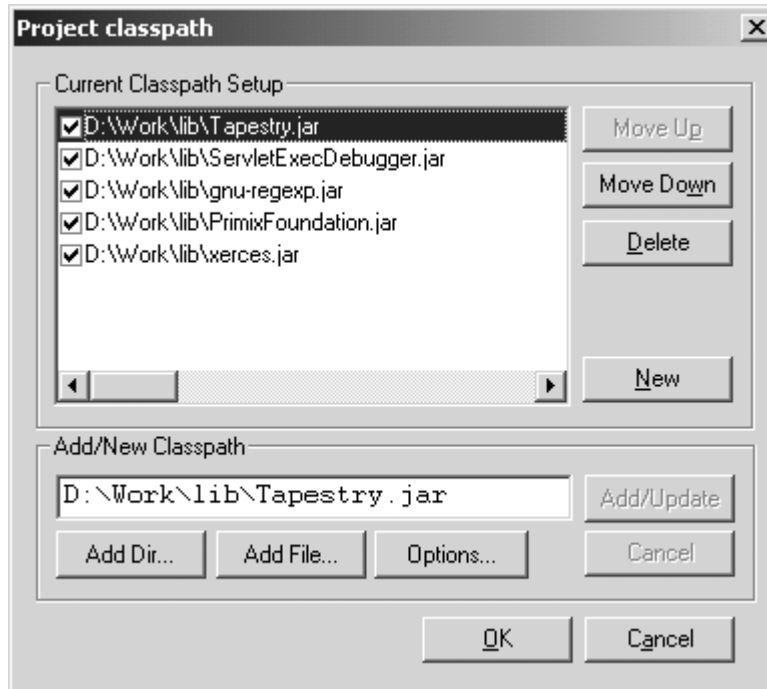 Project classpath
Current Classpath Setup
D:\Work\lib\Tapestry.jar
D:\Work\lib\ServletExecDebugger.jar
D:\Work\lib\gnu-regexp.jar
D:\Work\lib\PrimixFoundation.jar
D:\Work\lib\xerces.jar
Move Up
Move Down
Delete
New
Add/New Classpath
D:\Work\lib\Tapestry.jar
Add/Update
Add Dir...
Add File...
Options...
Cancel
OK
Cancel